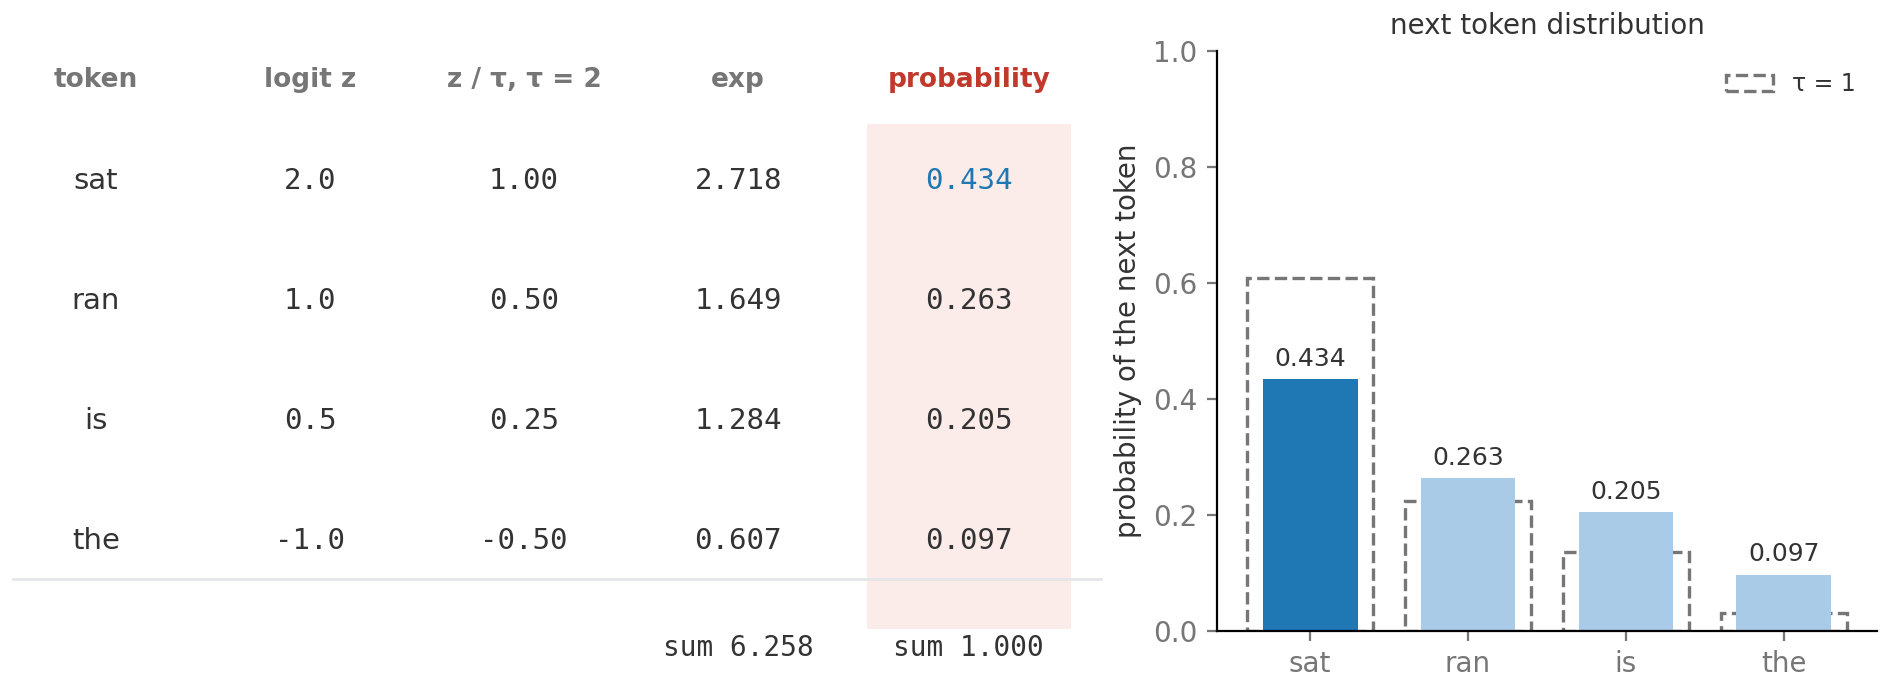 token logit z z / τ, τ = 2 exp probability
sat 2.0 1.00 2.718 0.434
ran 1.0 0.50 1.649 0.263
is 0.5 0.25 1.284 0.205
the -1.0 -0.50 0.607 0.097
sum 6.258 sum 1.000
next token distribution
τ = 1
probability of the next token
1.0
0.8
0.6
0.4
0.2
0.0
0.434
0.263
0.205
0.097
sat ran is the